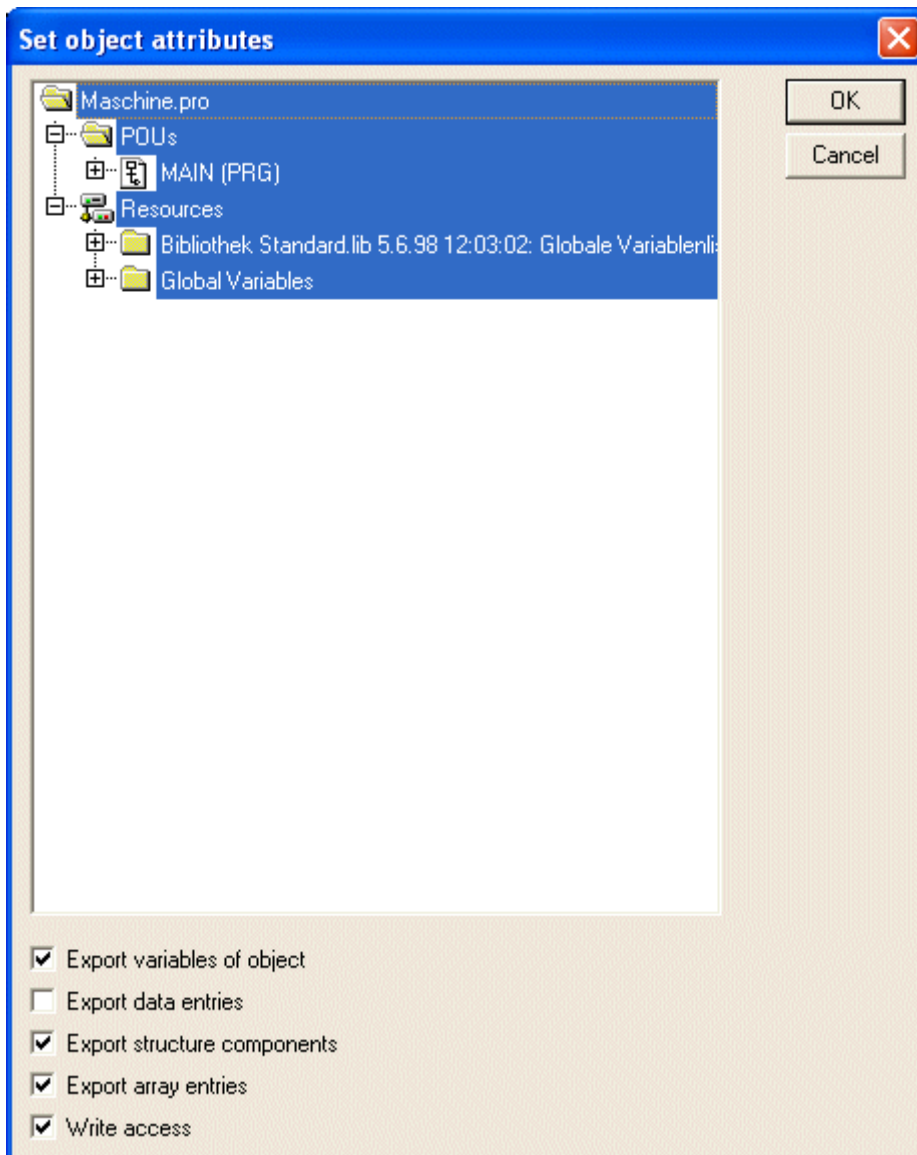 Set object attributes
Maschine.pro
OK
POUs
Cancel
MAIN (PRG)
Resources
Bibliothek Standard.lib 5.6.98 12:03:02: Globale Variablenli
Global Variables
Export variables of object
Export data entries
Export structure components
Export array entries
Write access